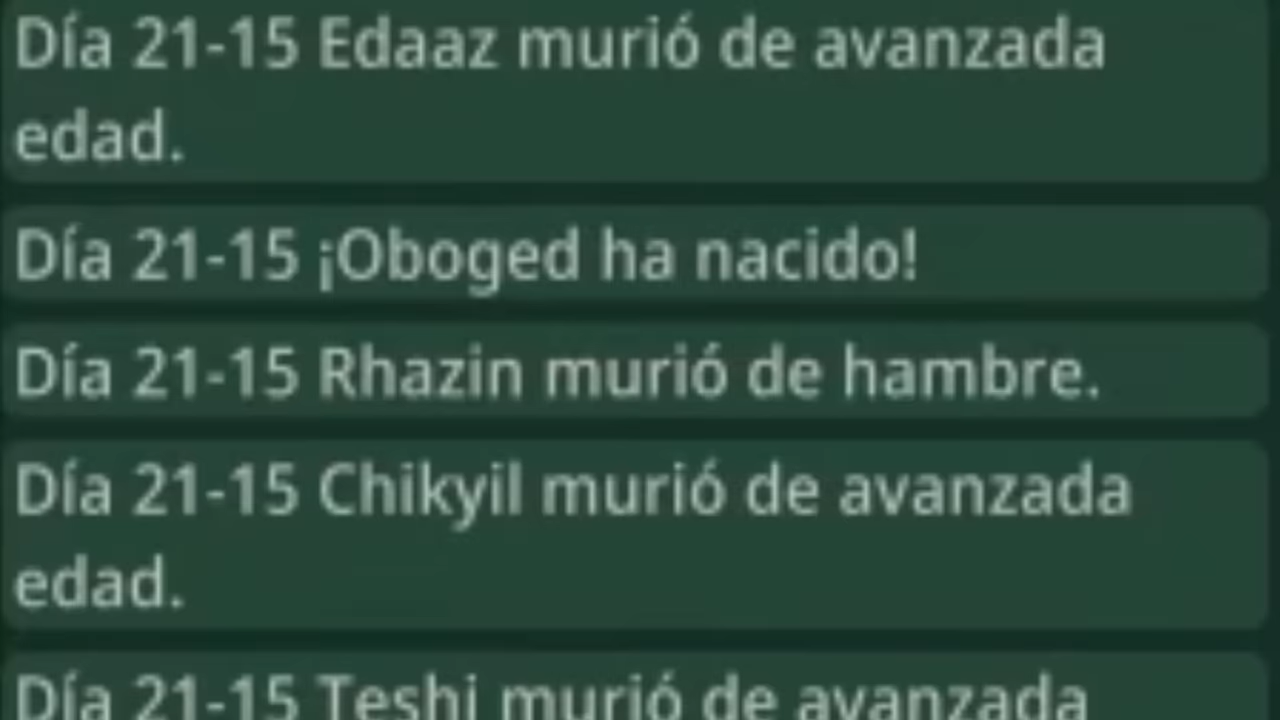 Día 21-15 Edaaz murió de avanzada
edad.
Día 21-15 ¡Oboged ha nacido!
Día 21-15 Rhazin murió de hambre.
Día 21-15 Chikyil murió de avanzada
edad.
Día 21-15 Teshi murió de avanzada